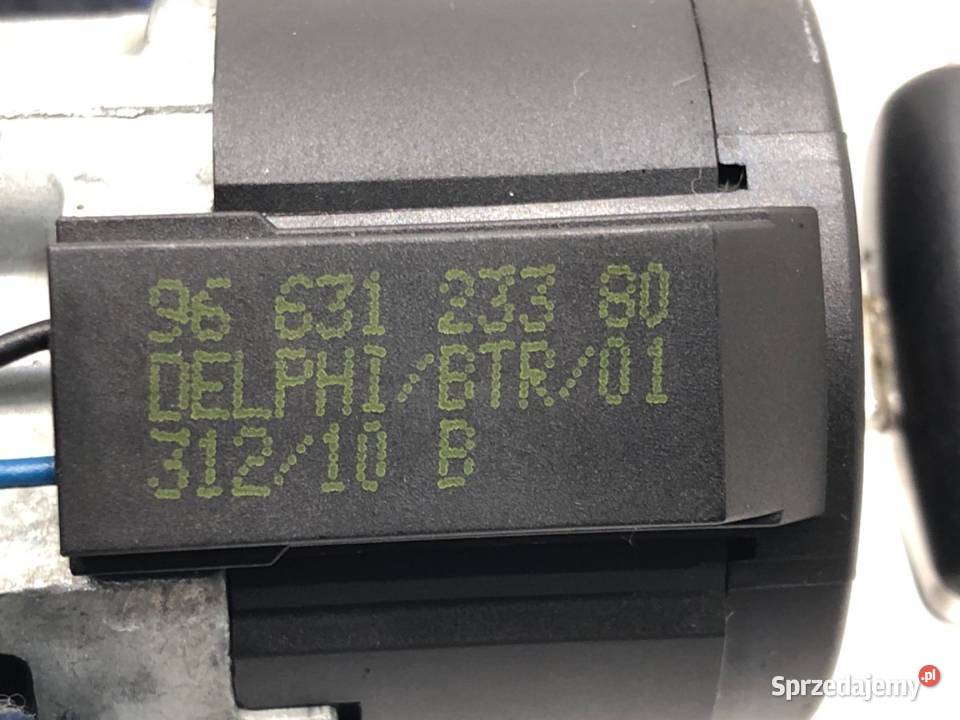 96 631 233 80
DELPHI/BTR/01
312/10 B
Sprzedajemy.pl